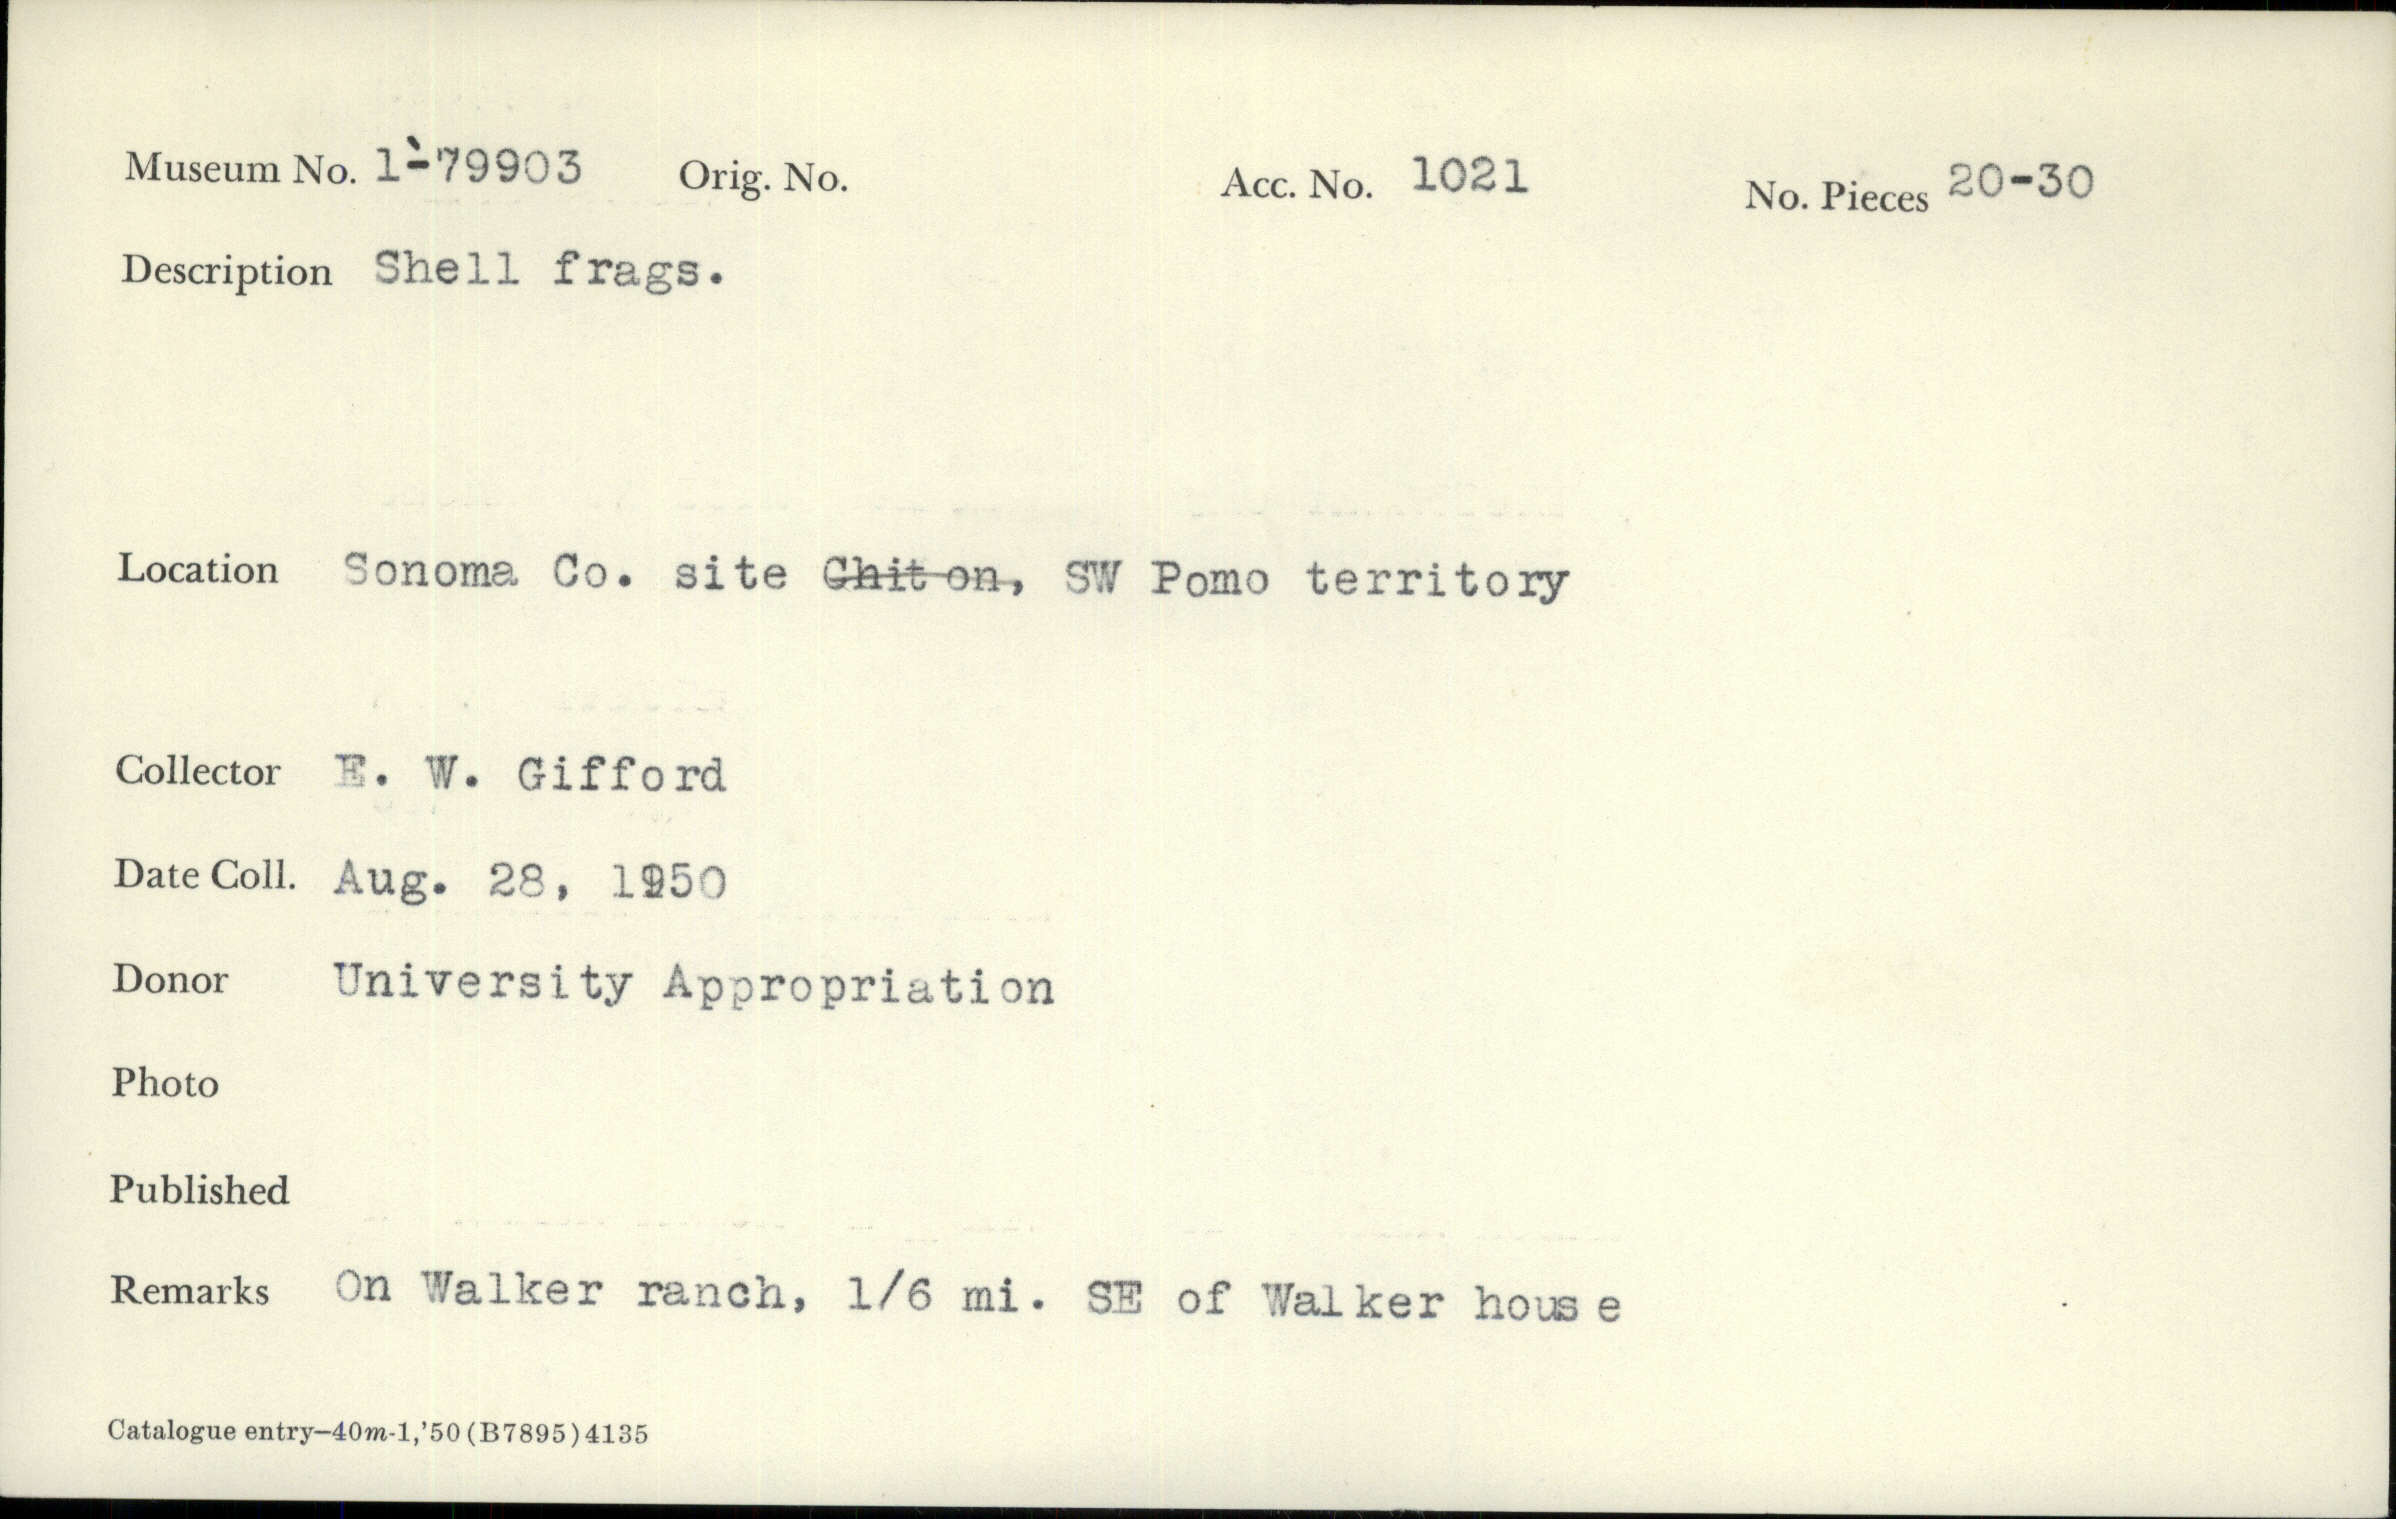 Museum No. 1-79903 Orig. No. Acc. No. 1021 No. Pieces 20-30
Description Shell frags.
Location Sonoma Co. site Chiton, SW Pomo territory
Collector E. W. Gifford
Date Coll. Aug. 28, 1950
Donor University Appropriation
Photo
Published
Remarks On Walker ranch, 1/6 mi. SE of Walker house
Catalogue entry—40m-1,'50(B7895)4135